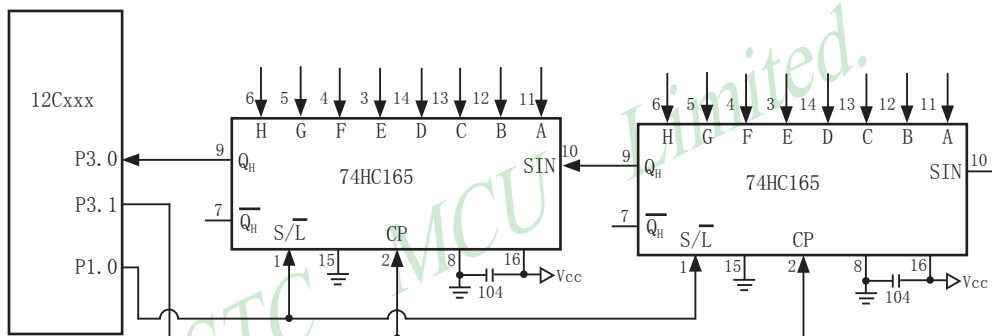 12Cxxx
P3.0
P3.1
P1.0
6 5 4 3 14 13 12 11
H G F E D C B A
9 QH 74HC165 SIN 10
7 QH
S/L CP
1 15 2 8 16
104 Vcc
6 5 4 3 14 13 12 11
H G F E D C B A
9 QH 74HC165 SIN 10
7 QH
S/L CP
1 15 2 8 16
104 Vcc
STC MCU Limited.